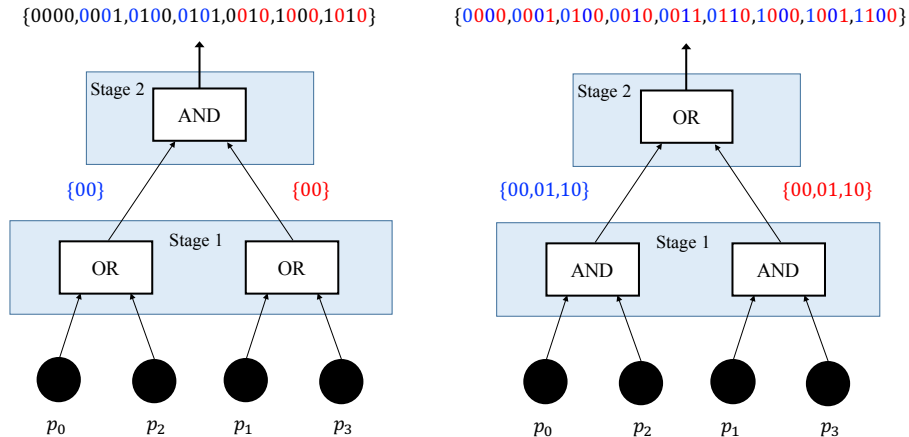 {0000,0001,0100,0101,0010,1000,1010}
Stage 2
AND
{00}
{00}
Stage 1
OR
OR
p₀
p₂
p₁
p₃
{0000,0001,0100,0010,0011,0110,1000,1001,1100}
Stage 2
OR
{00,01,10}
{00,01,10}
Stage 1
AND
AND
p₀
p₂
p₁
p₃